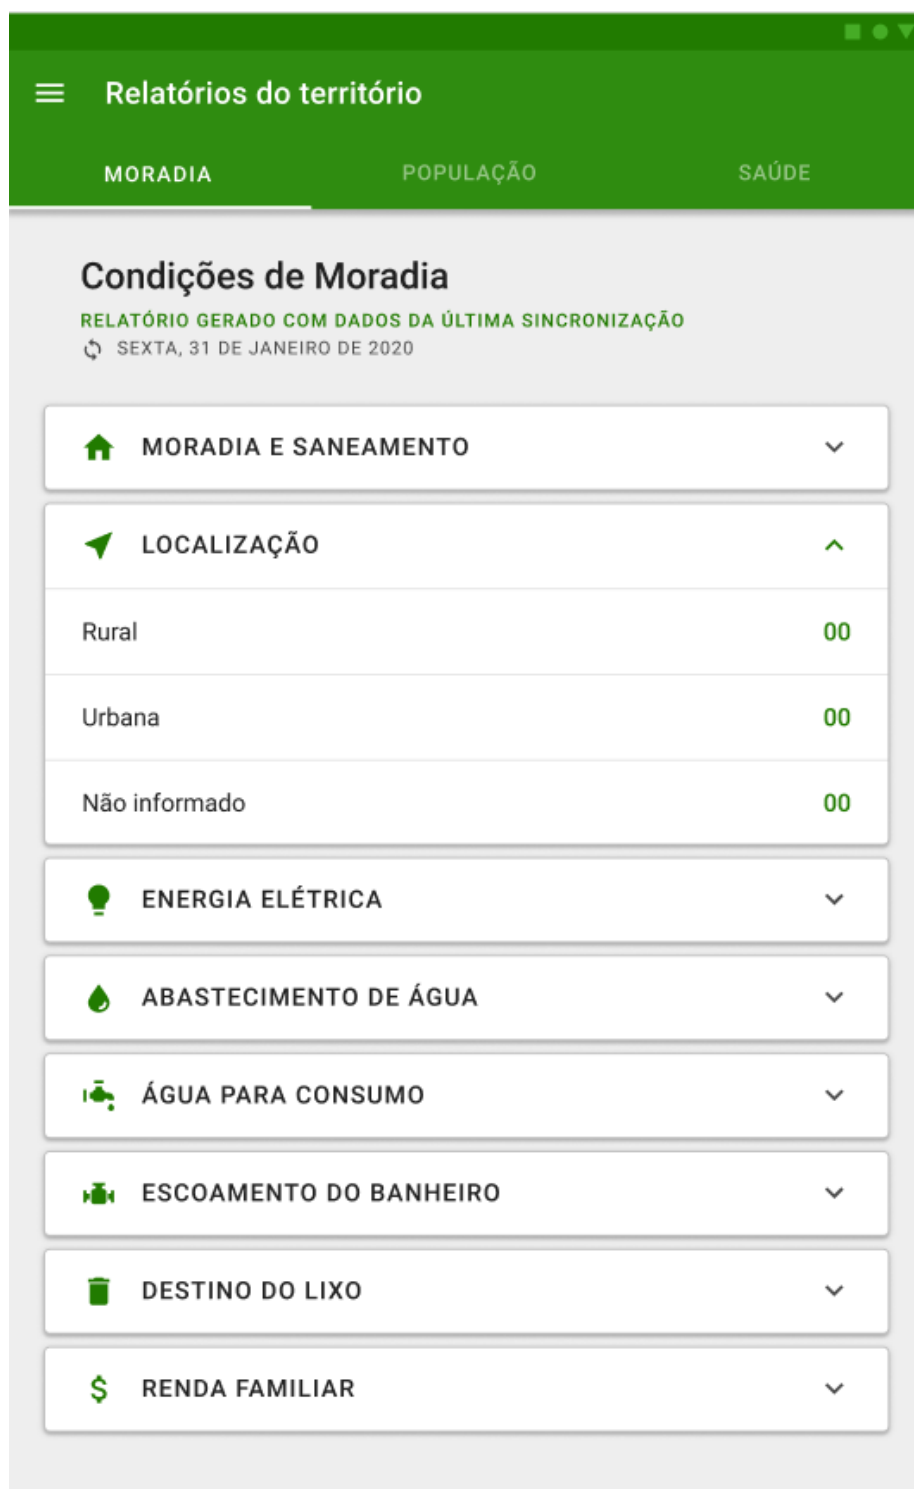 Relatórios do território
MORADIA POPULAÇÃO SAÚDE
Condições de Moradia
RELATÓRIO GERADO COM DADOS DA ÚLTIMA SINCRONIZAÇÃO
SEXTA, 31 DE JANEIRO DE 2020
MORADIA E SANEAMENTO
LOCALIZAÇÃO
Rural 00
Urbana 00
Não informado 00
ENERGIA ELÉTRICA
ABASTECIMENTO DE ÁGUA
ÁGUA PARA CONSUMO
ESCOAMENTO DO BANHEIRO
DESTINO DO LIXO
RENDA FAMILIAR